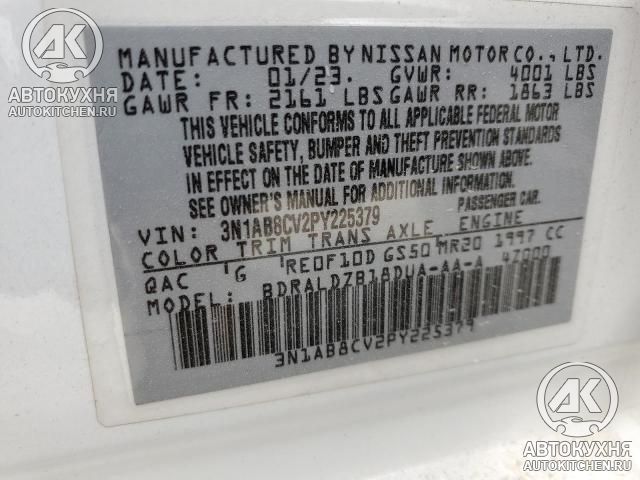 MANUFACTURED BY NISSAN MOTOR CO., LTD.
DATE: 01/23. GVWR: 4001 LBS
GAWR FR: 2161 LBS GAWR RR: 1863 LBS
THIS VEHICLE CONFORMS TO ALL APPLICABLE FEDERAL MOTOR
VEHICLE SAFETY, BUMPER AND THEFT PREVENTION STANDARDS
IN EFFECT ON THE DATE OF MANUFACTURE SHOWN ABOVE.
SEE OWNER'S MANUAL FOR ADDITIONAL INFORMATION.
VIN: 3N1AB8CV2PY225379 PASSENGER CAR.
COLOR TRIM TRANS AXLE ENGINE
QAC G RE0F10D GS50 MR20 1997 CC
MODEL: BDRALDZB18DUA-AA-A 47000
3N1AB8CV2PY225379
АК
АВТОКУХНЯ
AUTOKITCHEN.RU
АК
АВТОКУХНЯ
AUTOKITCHEN.RU